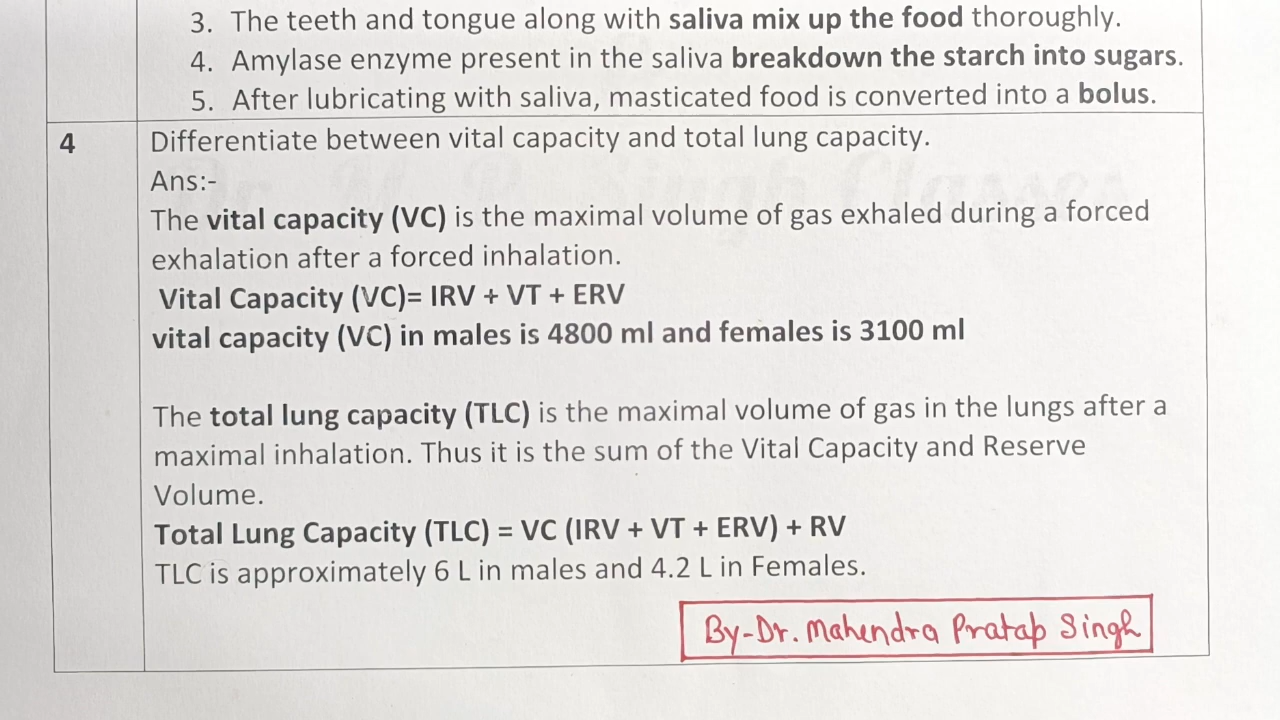 3. The teeth and tongue along with saliva mix up the food thoroughly.
4. Amylase enzyme present in the saliva breakdown the starch into sugars.
5. After lubricating with saliva, masticated food is converted into a bolus.
4
Differentiate between vital capacity and total lung capacity.
Ans:-
The vital capacity (VC) is the maximal volume of gas exhaled during a forced
exhalation after a forced inhalation.
Vital Capacity (VC)= IRV + VT + ERV
vital capacity (VC) in males is 4800 ml and females is 3100 ml
The total lung capacity (TLC) is the maximal volume of gas in the lungs after a
maximal inhalation. Thus it is the sum of the Vital Capacity and Reserve
Volume.
Total Lung Capacity (TLC) = VC (IRV + VT + ERV) + RV
TLC is approximately 6 L in males and 4.2 L in Females.
By-Dr. Mahendra Pratap Singh